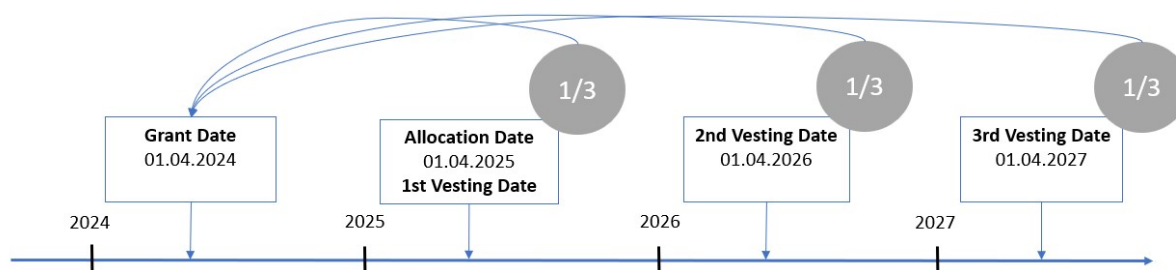 1/3
1/3
1/3
Grant Date
01.04.2024
Allocation Date
01.04.2025
1st Vesting Date
2nd Vesting Date
01.04.2026
3rd Vesting Date
01.04.2027
2024
2025
2026
2027